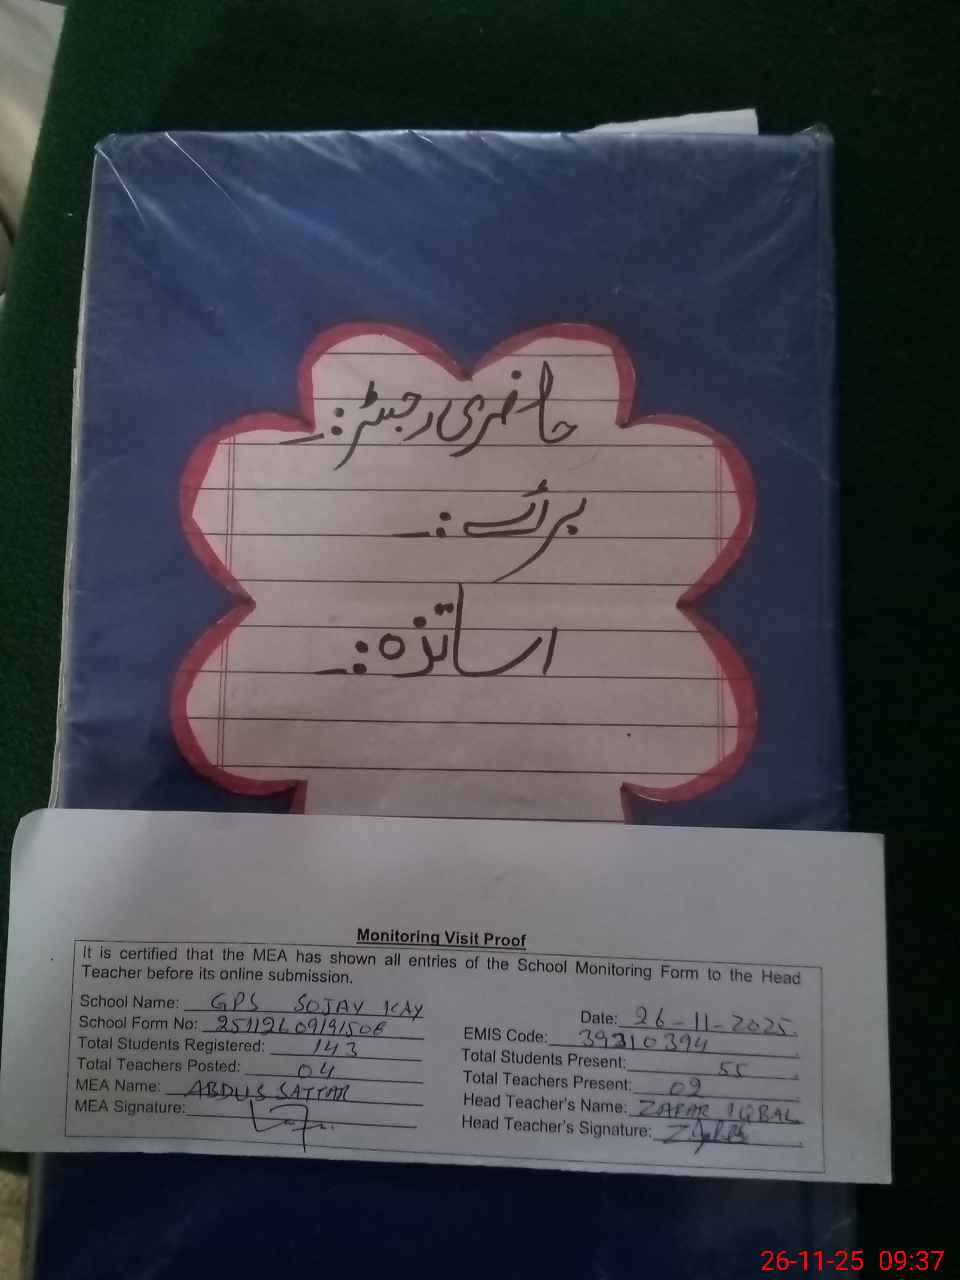 حاضری رجسٹر:۔
برائے:۔
اساتذہ:۔
Monitoring Visit Proof
It is certified that the MEA has shown all entries of the School Monitoring Form to the Head
Teacher before its online submission.
School Name: GPS SOJAY KAY
Date: 26-11-2025
School Form No:
EMIS Code: 39310394
Total Students Registered: 143
Total Students Present: 55
Total Teachers Posted: 04
Total Teachers Present: 02
MEA Name: ABDUS SATTAR
Head Teacher's Name: ZAFAR IQBAL
MEA Signature:
Head Teacher's Signature:
26-11-25 09:37